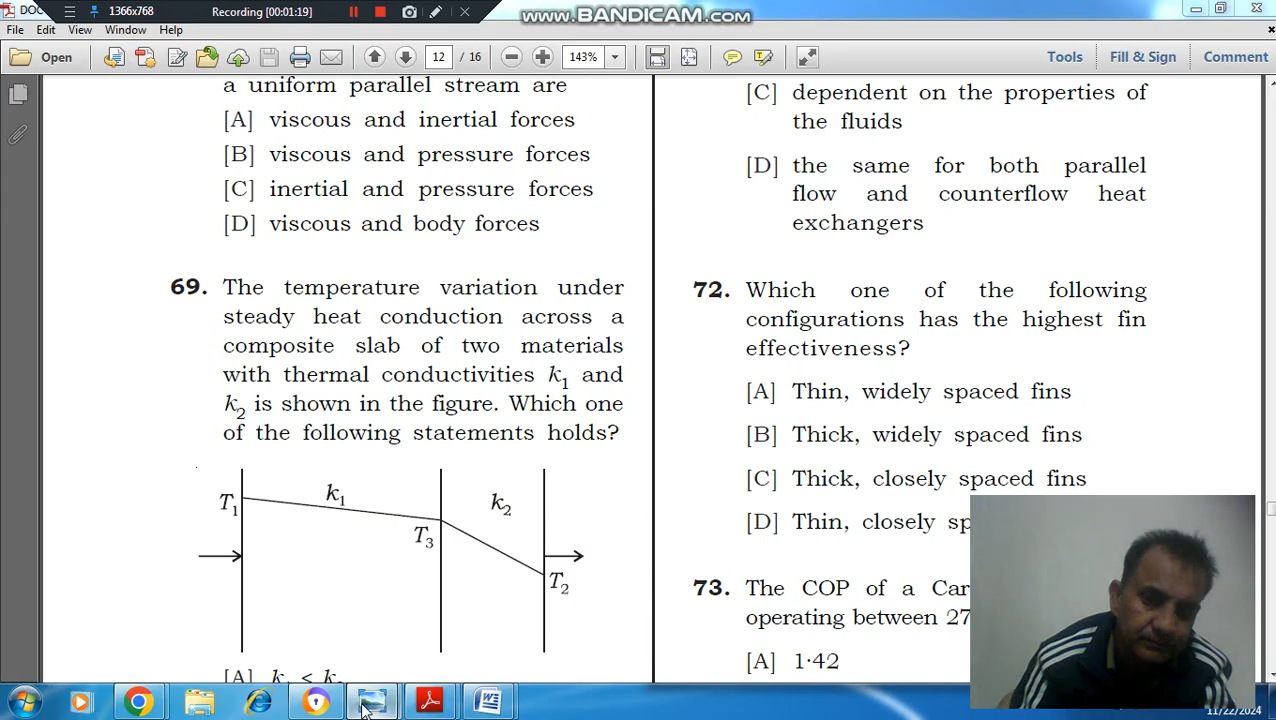 DOC
1366x768
Recording [00:01:19]
www.BANDICAM.com
File Edit View Window Help
Open
12 / 16
143%
Tools Fill & Sign Comment
a uniform parallel stream are
[A] viscous and inertial forces
[B] viscous and pressure forces
[C] inertial and pressure forces
[D] viscous and body forces
69. The temperature variation under
steady heat conduction across a
composite slab of two materials
with thermal conductivities k₁ and
k₂ is shown in the figure. Which one
of the following statements holds?
T₁
k₁
T₃
k₂
T₂
[C] dependent on the properties of
the fluids
[D] the same for both parallel
flow and counterflow heat
exchangers
72. Which one of the following
configurations has the highest fin
effectiveness?
[A] Thin, widely spaced fins
[B] Thick, widely spaced fins
[C] Thick, closely spaced fins
[D] Thin, closely sp
73. The COP of a Car
operating between 27
[A] 1·42
11/22/2024